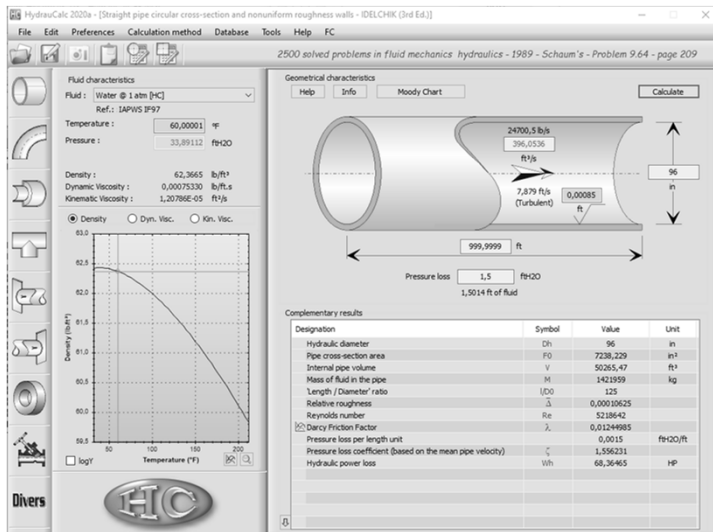 HydrauCalc 2020a - [Straight pipe circular cross-section and nonuniform roughness walls - IDELCHIK (3rd Ed.)]
File Edit Preferences Calculation method Database Tools Help FC
2500 solved problems in fluid mechanics hydraulics - 1989 - Schaum's - Problem 9.64 - page 209
Fluid characteristics
Fluid : Water @ 1 atm [HC]
Ref.: IAPWS IF97
Temperature : 60,00001 °F
Pressure : 33,89112 ftH2O
Density : 62,3665 lb/ft³
Dynamic Viscosity : 0,00075330 lb/ft.s
Kinematic Viscosity : 1,20786E-05 ft²/s
Density Dyn. Visc. Kin. Visc.
63,0
62,5
62,0
61,5
61,0
60,5
60,0
59,5
Density (lb/ft³)
50 100 150 200
logY Temperature (°F)
Divers
HC
Geometrical characteristics
Help Info Moody Chart Calculate
24700,5 lb/s
396,0536
ft³/s
7,879 ft/s
(Turbulent)
0,00085
ft
96
in
999,9999 ft
Pressure loss 1,5 ftH2O
1,5014 ft of fluid
Complementary results
Designation Symbol Value Unit
Hydraulic diameter Dh 96 in
Pipe cross-section area F0 7238,229 in²
Internal pipe volume V 50265,47 ft³
Mass of fluid in the pipe M 1421959 kg
'Length / Diameter' ratio l/D0 125
Relative roughness Δ̅ 0,00010625
Reynolds number Re 5218642
Darcy Friction Factor λ 0,01244985
Pressure loss per length unit 0,0015 ftH2O/ft
Pressure loss coefficient (based on the mean pipe velocity) ζ 1,556231
Hydraulic power loss Wh 68,36465 HP